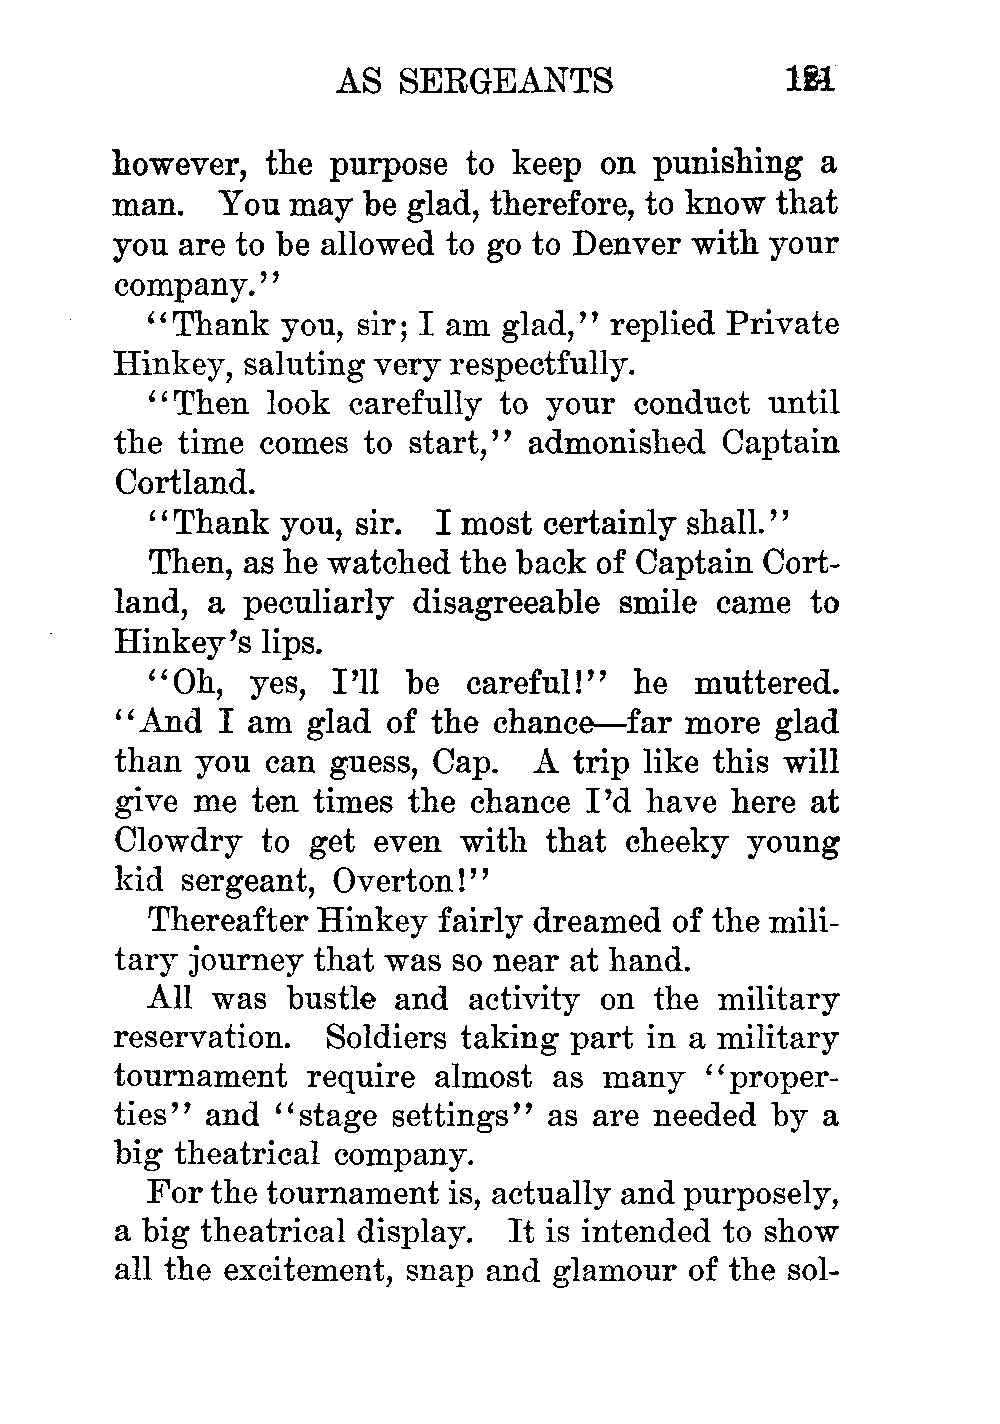 AS SERGEANTS
however, the purpose to keep on punishing a
man. You may be glad, therefore, to know that
you are to be allowed to go to Denver with your
company.''
''Thank you, sir; I am glad,'' replied Private
Hinkey, saluting very respectfully.
''Then look carefully to your conduct until
the time comes to start,'' admonished Captain
Cortland.
''Thank you, sir. I most certainly shall.''
Then, as he watched the back of Captain Cort-
land, a peculiarly disagreeable smile came to
Hinkey's lips.
''Oh, yes, I'll be careful!'' he muttered.
''And I am glad of the chance—far more glad
than you can guess, Cap. A trip like this will
give me ten times the chance I'd have here at
Clowdry to get even with that cheeky young
kid sergeant, Overton!''
Thereafter Hinkey fairly dreamed of the mili-
tary journey that was so near at hand.
All was bustle and activity on the military
reservation. Soldiers taking part in a military
tournament require almost as many ''proper-
ties'' and ''stage settings'' as are needed by a
big theatrical company.
For the tournament is, actually and purposely,
a big theatrical display. It is intended to show
all the excitement, snap and glamour of the sol-